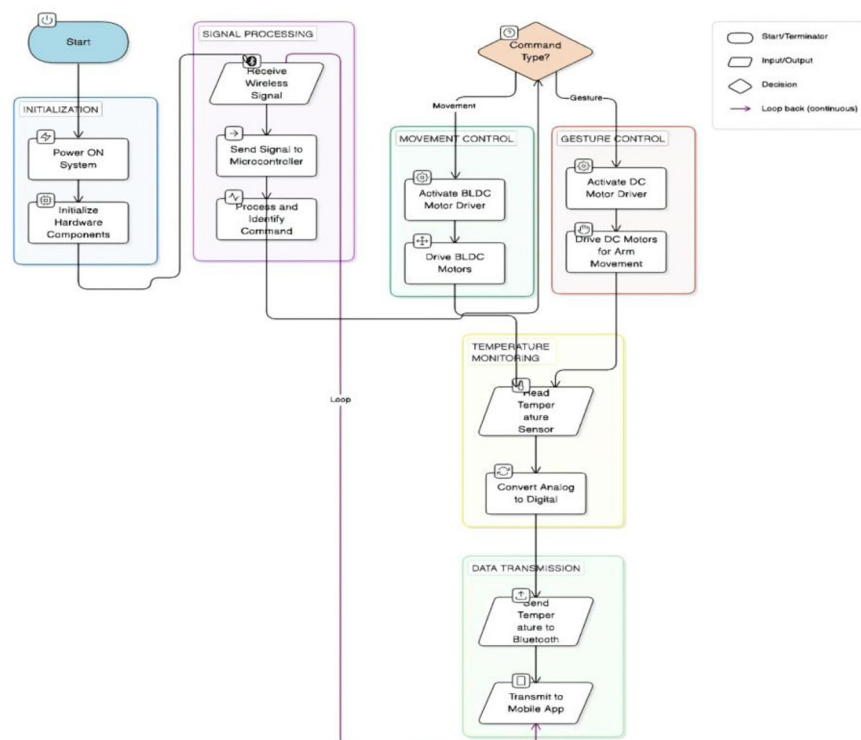 Start
INITIALIZATION
Power ON
System
Initialize
Hardware
Components
SIGNAL PROCESSING
Receive
Wireless
Signal
Send Signal to
Microcontroller
Process and
Identify
Command
Loop
Command
Type?
Movement
Gesture
MOVEMENT CONTROL
Activate BLDC
Motor Driver
Drive BLDC
Motors
GESTURE CONTROL
Activate DC
Motor Driver
Drive DC Motors
for Arm
Movement
TEMPERATURE
MONITORING
Read
Temper
ature
Sensor
Convert Analog
to Digital
DATA TRANSMISSION
Send
Temper
ature to
Bluetooth
Transmit to
Mobile App
Start/Terminator
Input/Output
Decision
Loop back (continuous)